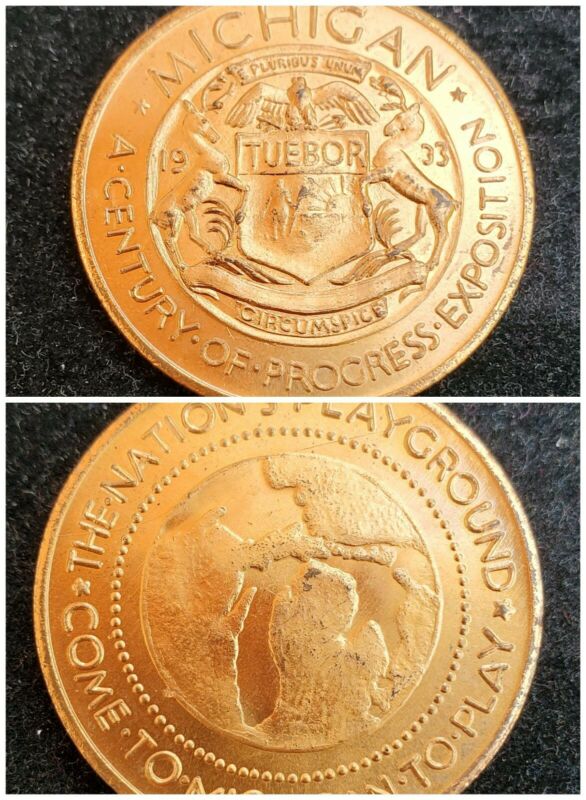 MICHIGAN
E PLURIBUS UNUM
19 33
TUEBOR
CIRCUMSPICE
A·CENTURY·OF·PROGRESS·EXPOSITION
THE·NATION'S·PLAYGROUND
COME·TO·MICHIGAN·TO·PLAY